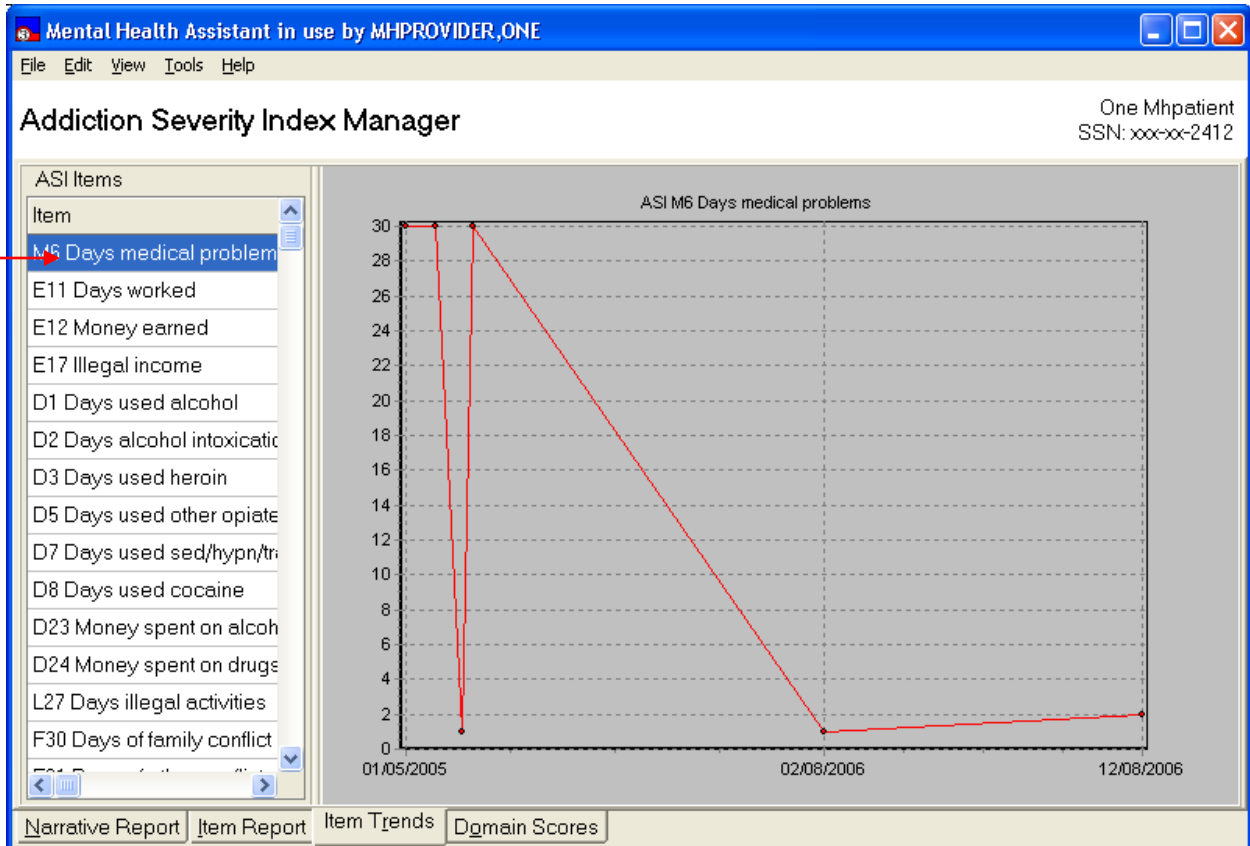 Mental Health Assistant in use by MHPROVIDER,ONE
File Edit View Tools Help
Addiction Severity Index Manager
One Mhpatient
SSN: xxx-xx-2412
ASI Items
Item
M6 Days medical problem
E11 Days worked
E12 Money earned
E17 Illegal income
D1 Days used alcohol
D2 Days alcohol intoxicatio
D3 Days used heroin
D5 Days used other opiate
D7 Days used sed/hypn/tr
D8 Days used cocaine
D23 Money spent on alcoh
D24 Money spent on drugs
L27 Days illegal activities
F30 Days of family conflict
ASI M6 Days medical problems
30
28
26
24
22
20
18
16
14
12
10
8
6
4
2
0
01/05/2005 02/08/2006 12/08/2006
Narrative Report Item Report Item Trends Domain Scores